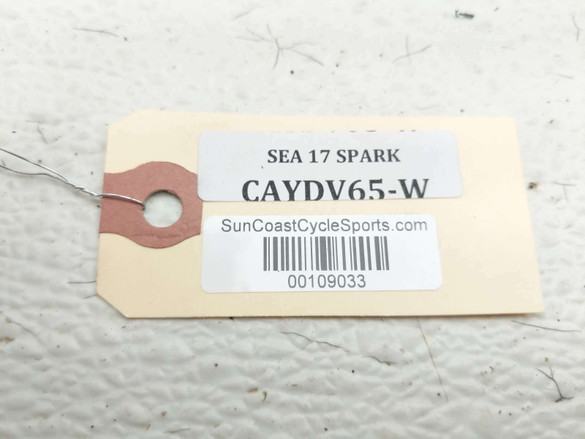 SEA 17 SPARK
CAYDV65-W
SunCoastCycleSports.com
00109033